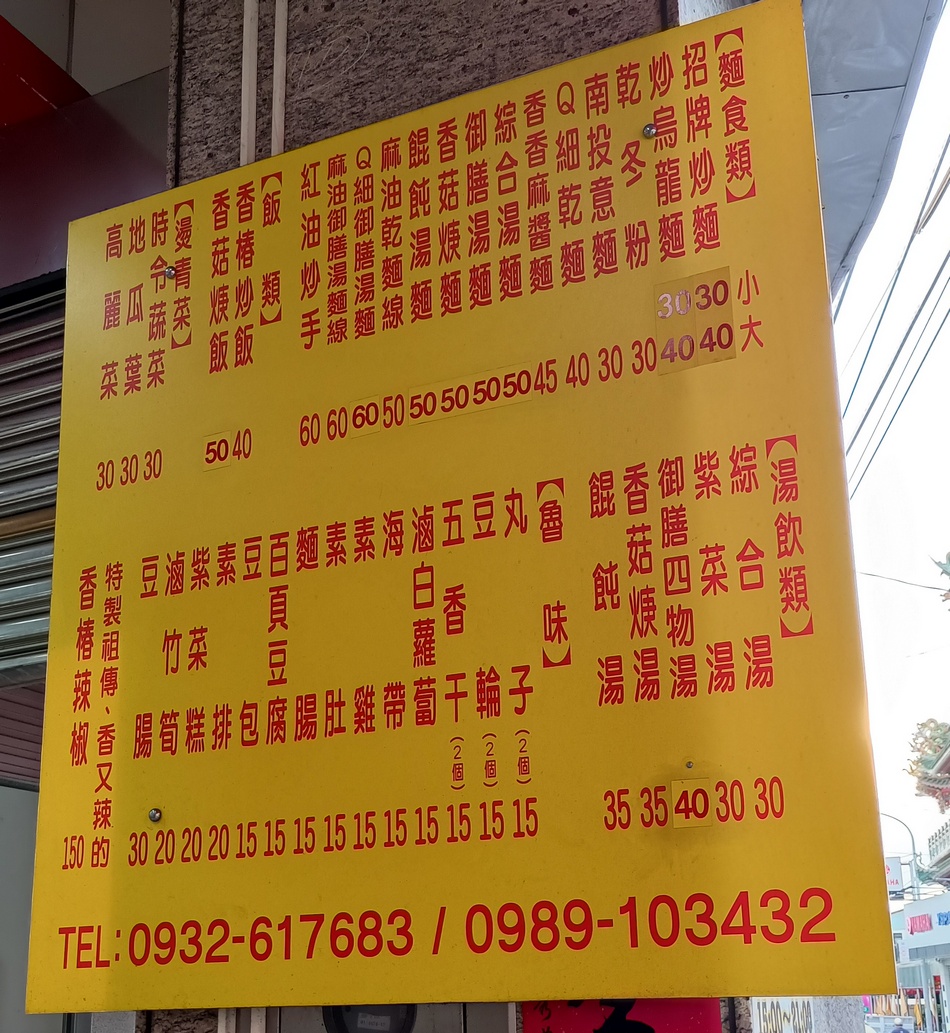 【麵食類】 小 大
招牌炒麵 30 40
炒烏龍麵 30 40
乾冬粉 30
南投意麵 30
Q細乾麵 40
香香麻醬麵 45
綜合湯麵 50
御膳湯麵 50
香菇焿麵 50
餛飩湯麵 50
麻油乾麵線 50
Q細御膳湯麵 60
麻油御膳湯麵線 60
紅油炒手 60
【飯類】
香椿炒飯 40
香菇焿飯 50
【燙青菜】
時令蔬菜 30
地瓜葉 30
高麗菜 30
【湯飲類】
綜合湯 30
紫菜湯 30
御膳四物湯 40
香菇焿湯 35
餛飩湯 35
【魯味】
丸子(2個) 15
豆輪(2個) 15
五香干(2個) 15
滷白蘿蔔 15
海帶 15
素雞 15
素肚 15
麵腸 15
百頁豆腐 15
豆包 15
素排 20
紫菜糕 20
滷竹筍 20
豆腸 30
特製祖傳、香又辣的
香椿辣椒 150
TEL:0932-617683 / 0989-103432